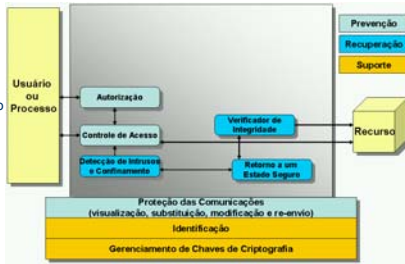 Prevenção
Recuperação
Suporte
Usuário
ou
Processo
o
Autorização
Controle de Acesso
Detecção de Intrusos
e Confinamento
Verificador de
Integridade
Retorno a um
Estado Seguro
Recurso
Proteção das Comunicações
(visualização, substituição, modificação e re-envio)
Identificação
Gerenciamento de Chaves de Criptografia